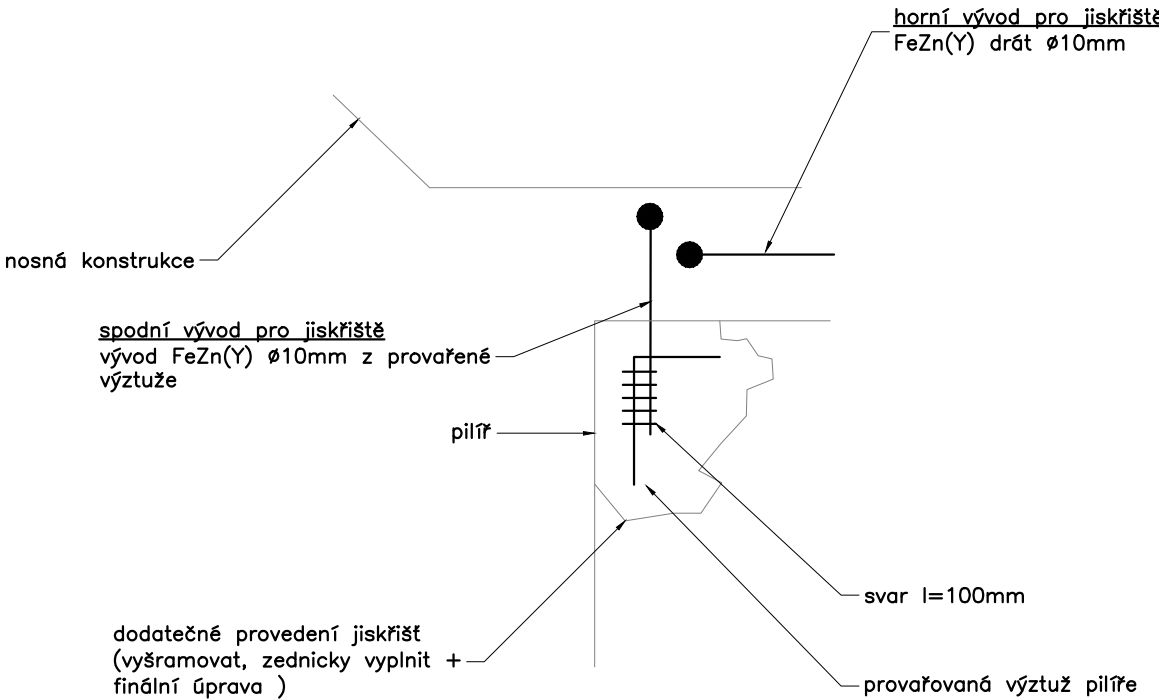 horní vývod pro jiskřiště
FeZn(Y) drát ø10mm
nosná konstrukce
spodní vývod pro jiskřiště
vývod FeZn(Y) ø10mm z provařené
výztuže
pilíř
svar l=100mm
dodatečné provedení jiskřišť
(vyšramovat, zednicky vyplnit +
finální úprava )
provařovaná výztuž pilíře